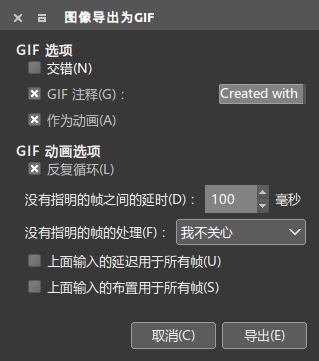 图像导出为GIF
GIF 选项
交错(N)
GIF 注释(G)： Created with
作为动画(A)
GIF 动画选项
反复循环(L)
没有指明的帧之间的延时(D)： 100 毫秒
没有指明的帧的处理(F)： 我不关心
上面输入的延迟用于所有帧(U)
上面输入的布置用于所有帧(S)
取消(C) 导出(E)